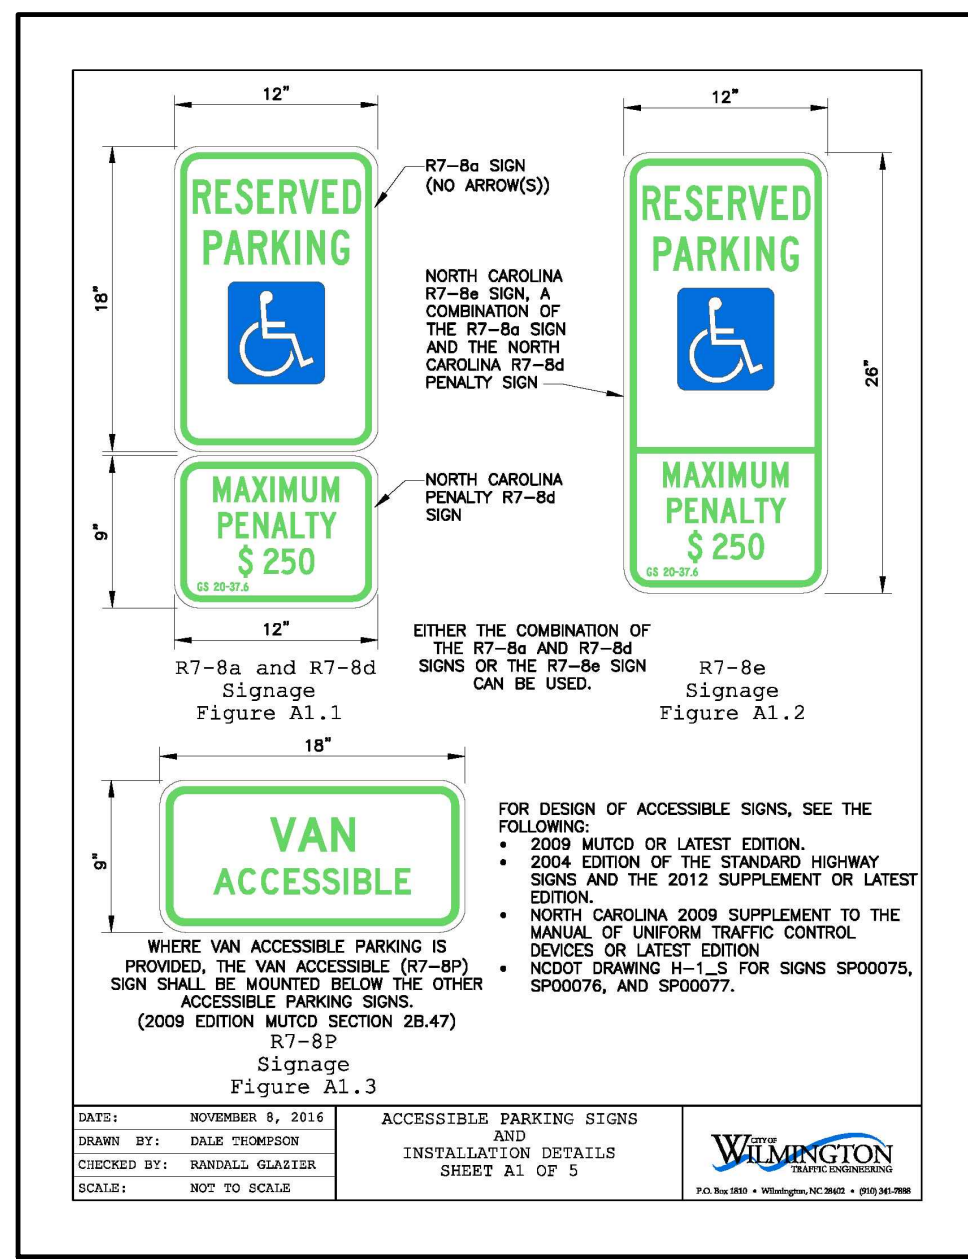 12"
18"
RESERVED
PARKING
R7-8a SIGN
(NO ARROW(S))
9"
MAXIMUM
PENALTY
$ 250
GS 20-37.6
NORTH CAROLINA
PENALTY R7-8d
SIGN
12"
R7-8a and R7-8d
Signage
Figure A1.1
NORTH CAROLINA
R7-8e SIGN, A
COMBINATION OF
THE R7-8a SIGN
AND THE NORTH
CAROLINA R7-8d
PENALTY SIGN
12"
26"
RESERVED
PARKING
MAXIMUM
PENALTY
$ 250
GS 20-37.6
EITHER THE COMBINATION OF
THE R7-8a AND R7-8d
SIGNS OR THE R7-8e SIGN
CAN BE USED.
R7-8e
Signage
Figure A1.2
18"
9"
VAN
ACCESSIBLE
WHERE VAN ACCESSIBLE PARKING IS
PROVIDED, THE VAN ACCESSIBLE (R7-8P)
SIGN SHALL BE MOUNTED BELOW THE OTHER
ACCESSIBLE PARKING SIGNS.
(2009 EDITION MUTCD SECTION 2B.47)
R7-8P
Signage
Figure A1.3
FOR DESIGN OF ACCESSIBLE SIGNS, SEE THE
FOLLOWING:
• 2009 MUTCD OR LATEST EDITION.
• 2004 EDITION OF THE STANDARD HIGHWAY
SIGNS AND THE 2012 SUPPLEMENT OR LATEST
EDITION.
• NORTH CAROLINA 2009 SUPPLEMENT TO THE
MANUAL OF UNIFORM TRAFFIC CONTROL
DEVICES OR LATEST EDITION
• NCDOT DRAWING H-1_S FOR SIGNS SP00075,
SP00076, AND SP00077.
DATE: NOVEMBER 8, 2016
DRAWN BY: DALE THOMPSON
CHECKED BY: RANDALL GLAZIER
SCALE: NOT TO SCALE
ACCESSIBLE PARKING SIGNS
AND
INSTALLATION DETAILS
SHEET A1 OF 5
CITY OF
WILMINGTON
TRAFFIC ENGINEERING
P.O. Box 1810 • Wilmington, NC 28402 • (910) 341-7888